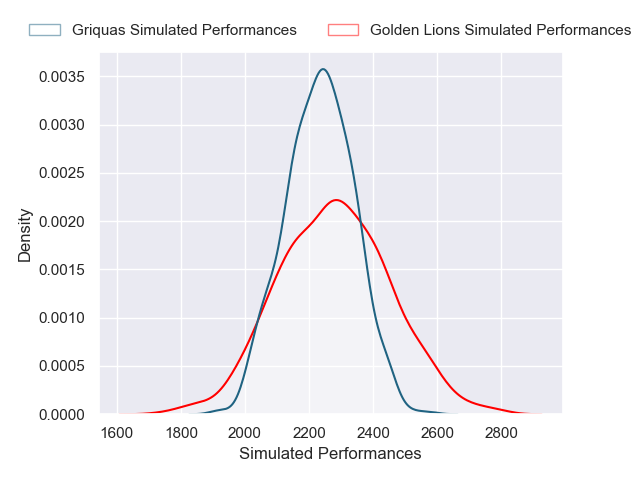 Griquas Simulated Performances
Golden Lions Simulated Performances
0.0035
0.0030
0.0025
0.0020
0.0015
0.0010
0.0005
0.0000
Density
1600 1800 2000 2200 2400 2600 2800
Simulated Performances